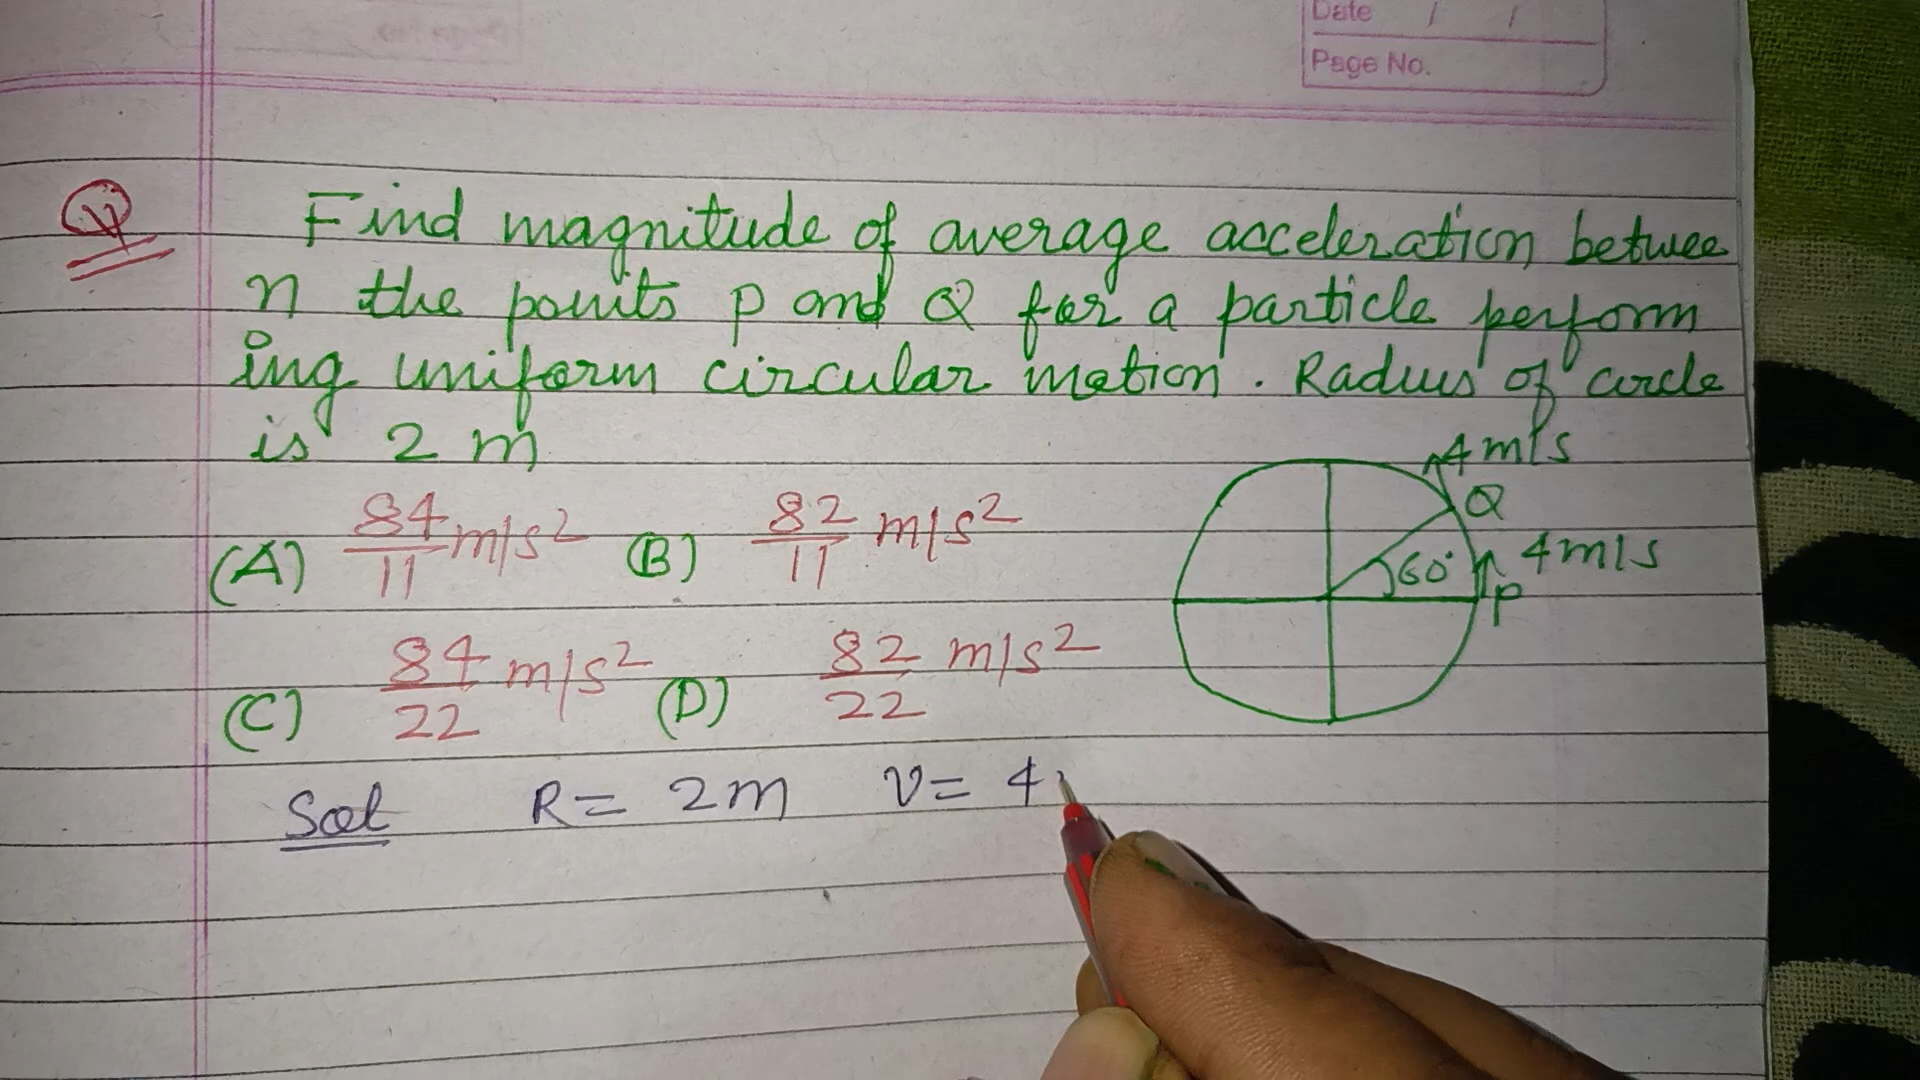 Date / /
Page No.
Q Find magnitude of average acceleration betwee
n the points P and Q for a particle perform
ing uniform circular motion. Radius of circle
is 2 m
4 m/s
Q
60° 4 m/s
P
(A) 84/11 m/s² (B) 82/11 m/s²
(C) 84/22 m/s² (D) 82/22 m/s²
Sol R = 2m v = 4